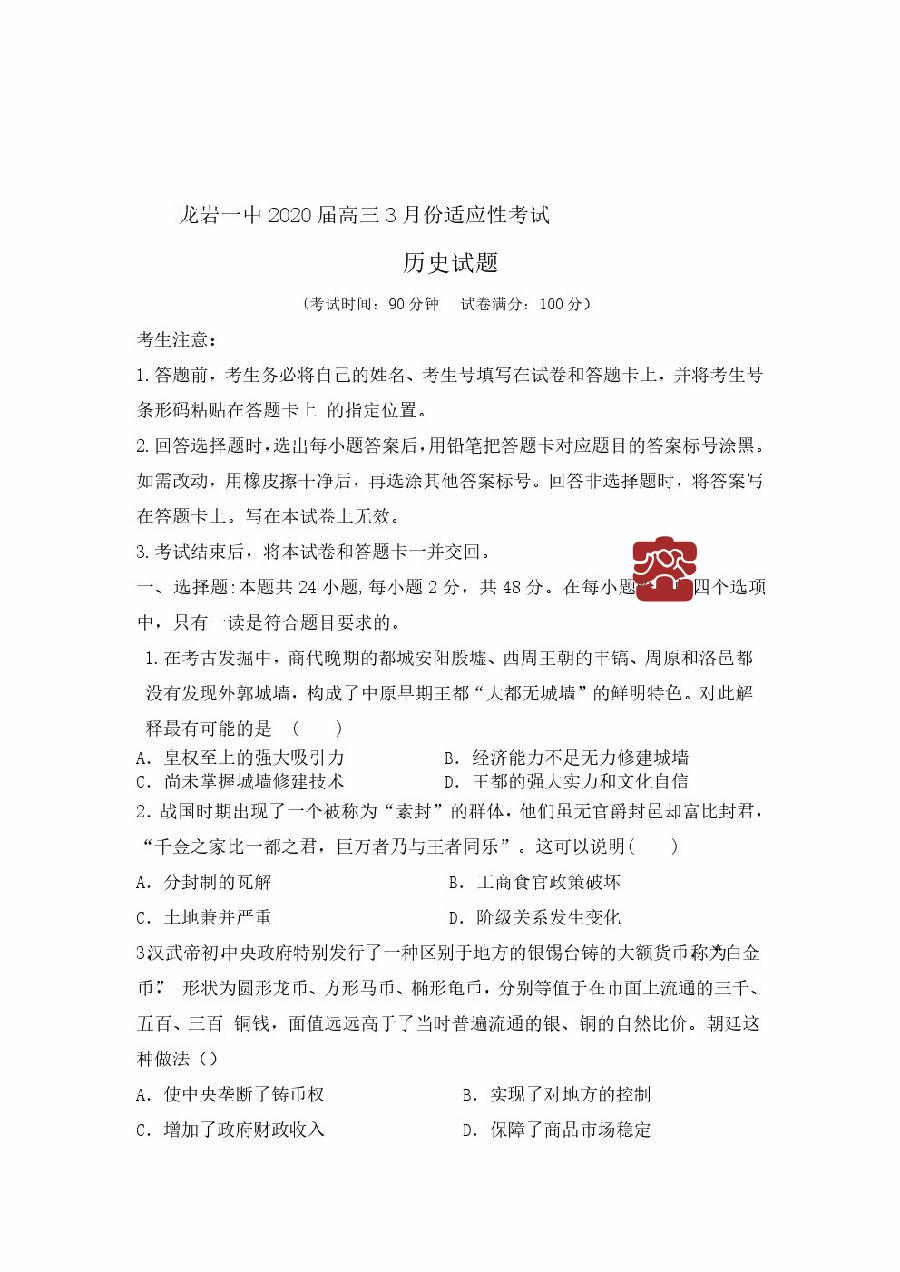 龙岩一中 2020 届高三 3 月份适应性考试
历史试题
(考试时间：90 分钟 试卷满分：100 分)
考生注意：
1.答题前，考生务必将自己的姓名、考生号填写在试卷和答题卡上，并将考生号
条形码粘贴在答题卡上 的指定位置。
2.回答选择题时,选出每小题答案后,用铅笔把答题卡对应题目的答案标号涂黑。
如需改动，用橡皮擦干净后，再选涂其他答案标号。回答非选择题时，将答案写
在答题卡上。写在本试卷上无效。
3.考试结束后，将本试卷和答题卡一并交回。
一、选择题:本题共 24 小题,每小题 2 分，共 48 分。在每小题 四个选项
中，只有一读是符合题目要求的。
1.在考古发掘中，商代晚期的都城安阳殷墟、西周王朝的丰镐、周原和洛邑都
没有发现外郭城墙，构成了中原早期王都“大都无城墙”的鲜明特色。对此解
释最有可能的是 ( )
A．皇权至上的强大吸引力 B．经济能力不足无力修建城墙
C．尚未掌握城墙修建技术 D．王都的强大实力和文化自信
2．战国时期出现了一个被称为“素封”的群体，他们虽无官爵封邑却富比封君，
“千金之家比一都之君，巨万者乃与王者同乐”。这可以说明( )
A．分封制的瓦解 B．工商食官政策破坏
C．土地兼并严重 D．阶级关系发生变化
3.汉武帝初,中央政府特别发行了一种区别于地方的银锡合铸的大额货币,称为“白金
币”， 形状为圆形龙币、方形马币、椭形龟币，分别等值于在市面上流通的三千、
五百、三百 铜钱，面值远远高于了当时普遍流通的银、铜的自然比价。朝廷这
种做法（）
A．使中央垄断了铸币权 B．实现了对地方的控制
C．增加了政府财政收入 D．保障了商品市场稳定